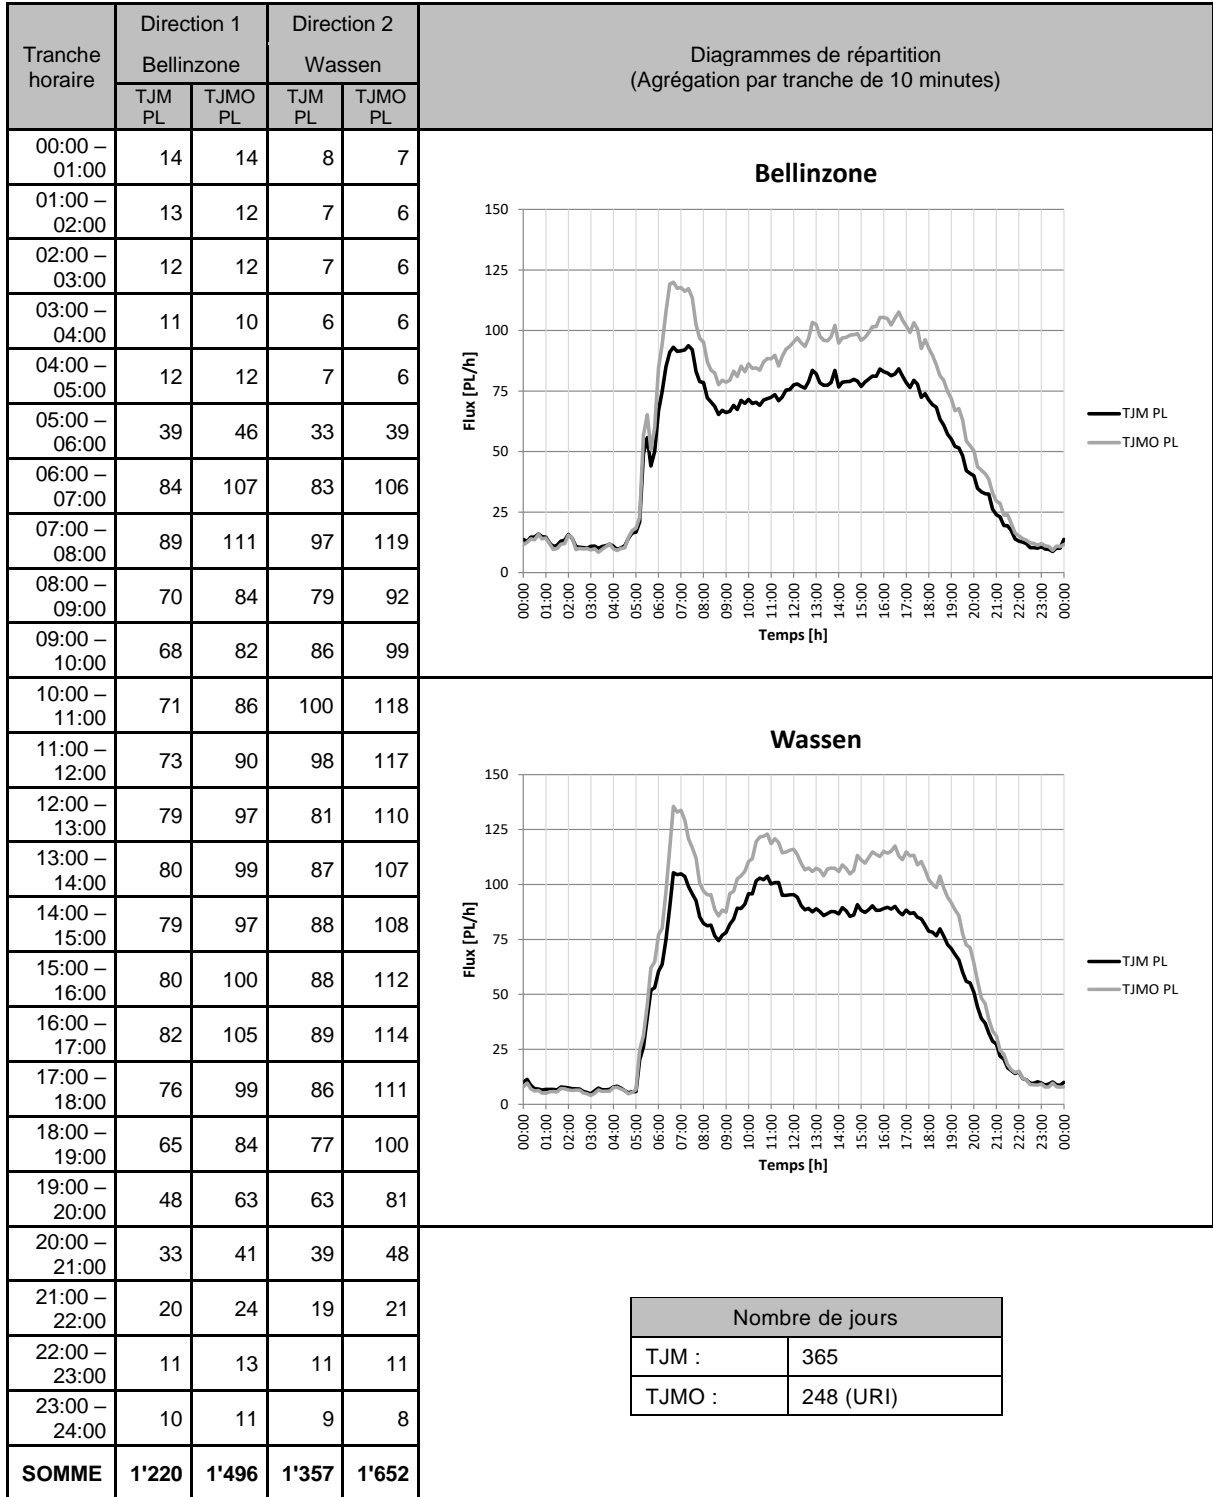 Tranche horaire
Direction 1
Direction 2
Diagrammes de répartition
(Agrégation par tranche de 10 minutes)
Bellinzone
Wassen
TJM PL
TJMO PL
TJM PL
TJMO PL
00:00 – 01:00 14 14 8 7
01:00 – 02:00 13 12 7 6
02:00 – 03:00 12 12 7 6
03:00 – 04:00 11 10 6 6
04:00 – 05:00 12 12 7 6
05:00 – 06:00 39 46 33 39
06:00 – 07:00 84 107 83 106
07:00 – 08:00 89 111 97 119
08:00 – 09:00 70 84 79 92
09:00 – 10:00 68 82 86 99
10:00 – 11:00 71 86 100 118
11:00 – 12:00 73 90 98 117
12:00 – 13:00 79 97 81 110
13:00 – 14:00 80 99 87 107
14:00 – 15:00 79 97 88 108
15:00 – 16:00 80 100 88 112
16:00 – 17:00 82 105 89 114
17:00 – 18:00 76 99 86 111
18:00 – 19:00 65 84 77 100
19:00 – 20:00 48 63 63 81
20:00 – 21:00 33 41 39 48
21:00 – 22:00 20 24 19 21
22:00 – 23:00 11 13 11 11
23:00 – 24:00 10 11 9 8
SOMME 1'220 1'496 1'357 1'652
Bellinzone
150
125
100
75
50
25
0
Flux [PL/h]
00:00 01:00 02:00 03:00 04:00 05:00 06:00 07:00 08:00 09:00 10:00 11:00 12:00 13:00 14:00 15:00 16:00 17:00 18:00 19:00 20:00 21:00 22:00 23:00 00:00
Temps [h]
TJM PL
TJMO PL
Wassen
150
125
100
75
50
25
0
Flux [PL/h]
00:00 01:00 02:00 03:00 04:00 05:00 06:00 07:00 08:00 09:00 10:00 11:00 12:00 13:00 14:00 15:00 16:00 17:00 18:00 19:00 20:00 21:00 22:00 23:00 00:00
Temps [h]
TJM PL
TJMO PL
Nombre de jours
TJM : 365
TJMO : 248 (URI)